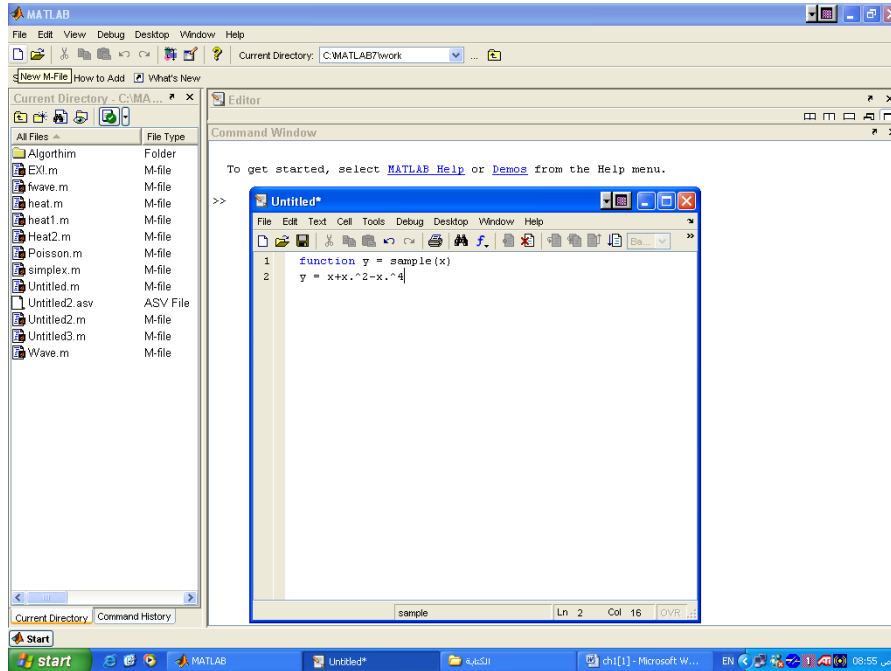 MATLAB
File Edit View Debug Desktop Window Help
Current Directory: C:\MATLAB7\work
New M-File How to Add What's New
Current Directory - C:\MA...
All Files File Type
Algorthim Folder
EX!.m M-file
fwave.m M-file
heat.m M-file
heat1.m M-file
Heat2.m M-file
Poisson.m M-file
simplex.m M-file
Untitled.m M-file
Untitled2.asv ASV File
Untitled2.m M-file
Untitled3.m M-file
Wave.m M-file
Current Directory Command History
Editor
Command Window
To get started, select MATLAB Help or Demos from the Help menu.
>>
Untitled*
File Edit Text Cell Tools Debug Desktop Window Help
Ba...
1 function y = sample(x)
2 y = x+x.^2-x.^4
sample Ln 2 Col 16 OVR
Start
start MATLAB Untitled* ch1[1] - Microsoft W... EN 08:55